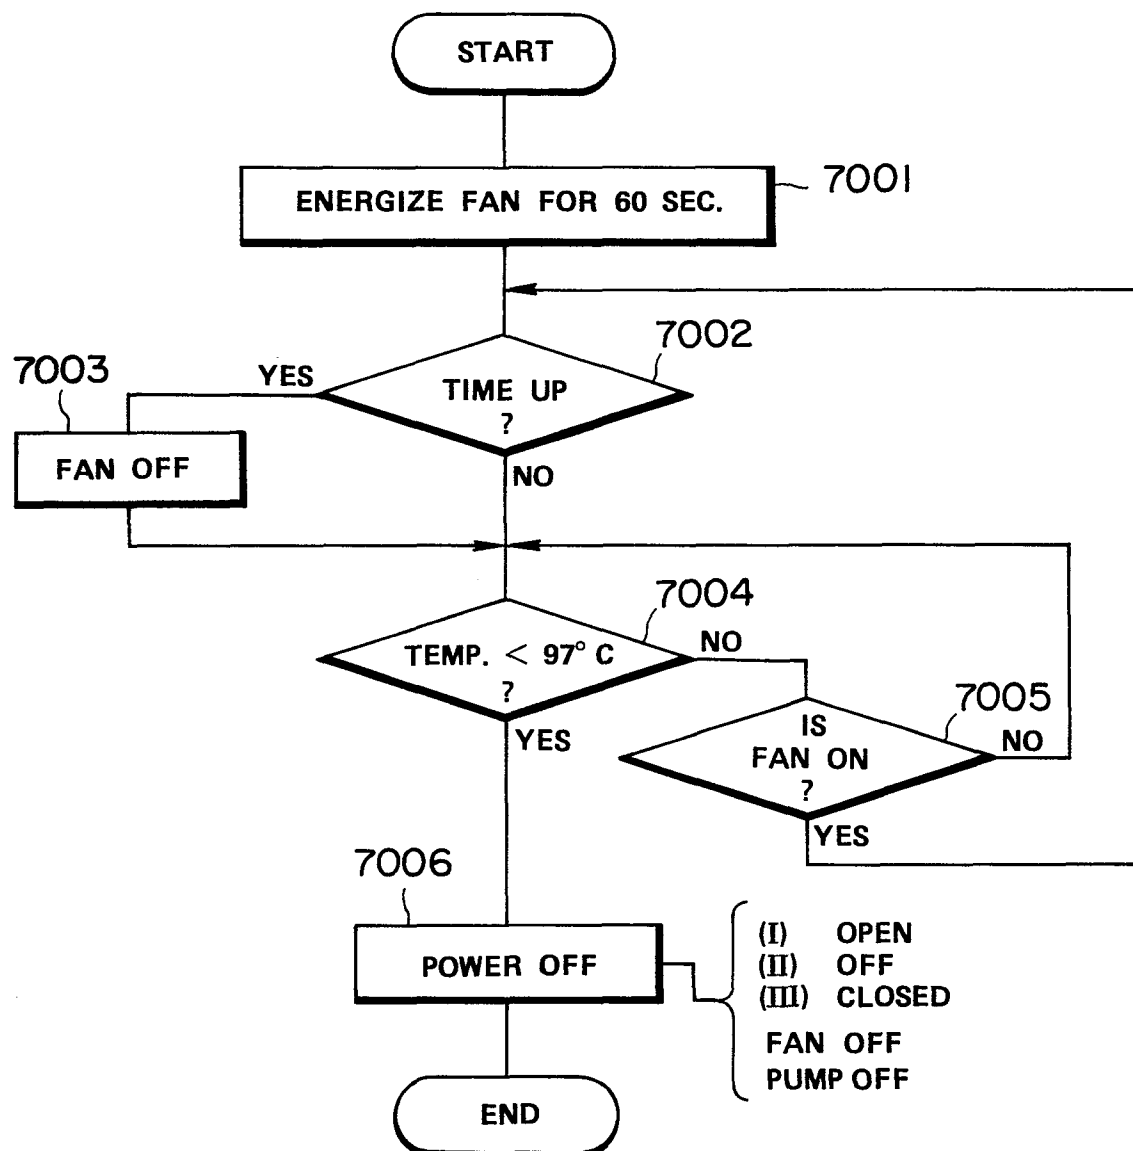 START
ENERGIZE FAN FOR 60 SEC.
7001
7002
7003
YES
TIME UP
?
FAN OFF
NO
7004
TEMP. < 97° C
?
NO
YES
7005
IS
FAN ON
?
NO
YES
7006
POWER OFF
(I) OPEN
(II) OFF
(III) CLOSED
FAN OFF
PUMP OFF
END